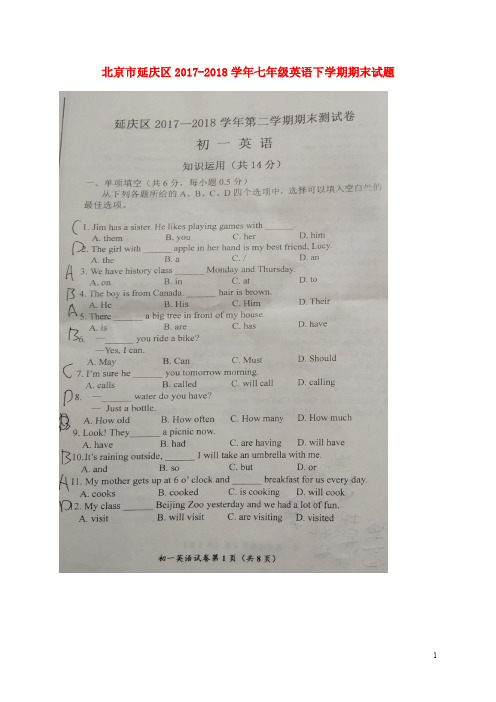 北京市延庆区2017-2018学年七年级英语下学期期末试题
延庆区2017—2018学年第二学期期末测试卷
初 一 英 语
知识运用（共14分）
一、单项填空（共6分，每小题0.5分）
从下列各题所给的A、B、C、D四个选项中，选择可以填入空白处的
最佳选项。
C 1. Jim has a sister. He likes playing games with ______.
A. them B. you C. her D. him
D 2. The girl with ______ apple in her hand is my best friend, Lucy.
A. the B. a C. / D. an
A 3. We have history class ______ Monday and Thursday.
A. on B. in C. at D. to
B 4. The boy is from Canada, ______ hair is brown.
A. He B. His C. Him D. Their
A 5. There ______ a big tree in front of my house.
A. is B. are C. has D. have
B 6. —______ you ride a bike?
—Yes, I can.
A. May B. Can C. Must D. Should
C 7. I'm sure he ______ you tomorrow morning.
A. calls B. called C. will call D. calling
D 8. —______ water do you have?
— Just a bottle.
A. How old B. How often C. How many D. How much
9. Look! They______ a picnic now.
A. have B. had C. are having D. will have
B 10.It's raining outside, ______ I will take an umbrella with me.
A. and B. so C. but D. or
A 11. My mother gets up at 6 o' clock and ______ breakfast for us every day.
A. cooks B. cooked C. is cooking D. will cook
D 12. My class ______ Beijing Zoo yesterday and we had a lot of fun.
A. visit B. will visit C. are visiting D. visited
初一英语试卷第1页（共8页）
1